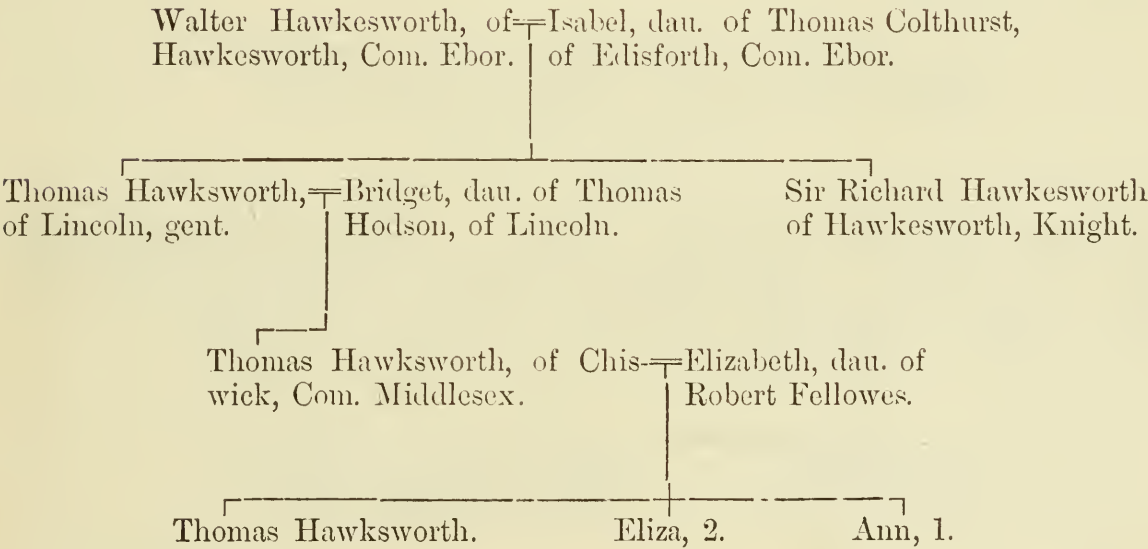 Walter Hawkesworth, of=Isabel, dau. of Thomas Colthurst,
Hawkesworth, Com. Ebor. of Edisforth, Com. Ebor.
Thomas Hawksworth,=Bridget, dau. of Thomas
of Lincoln, gent. Hodson, of Lincoln.
Sir Richard Hawkesworth
of Hawkesworth, Knight.
Thomas Hawksworth, of Chis-=Elizabeth, dau. of
wick, Com. Middlesex. Robert Fellowes.
Thomas Hawksworth. Eliza, 2. Ann, 1.